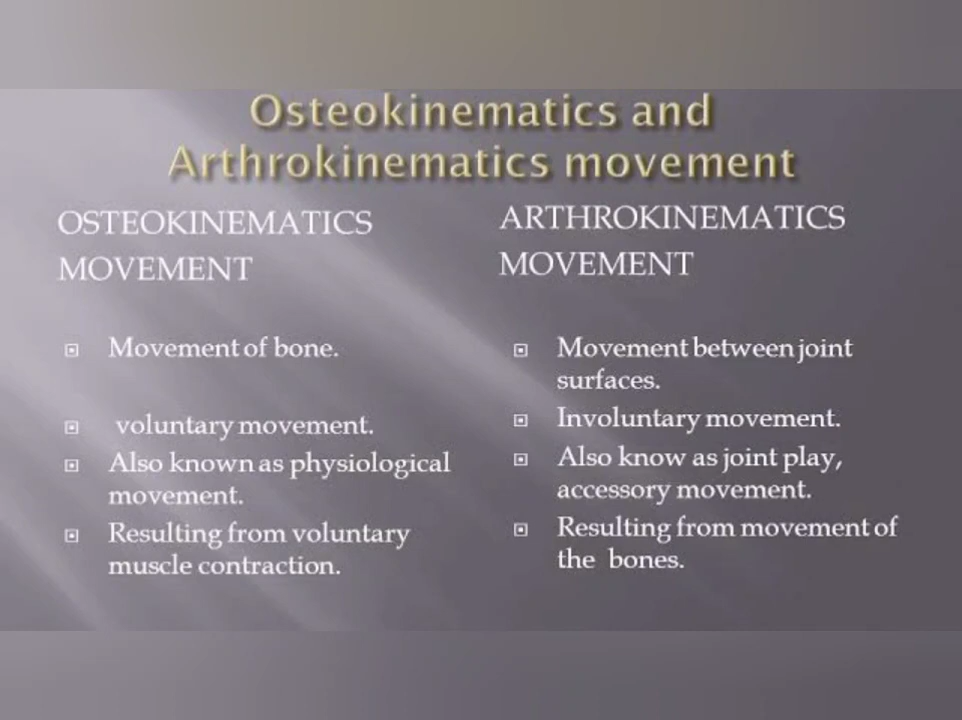 Osteokinematics and
Arthrokinematics movement
OSTEOKINEMATICS
MOVEMENT
Movement of bone.
voluntary movement.
Also known as physiological
movement.
Resulting from voluntary
muscle contraction.
ARTHROKINEMATICS
MOVEMENT
Movement between joint
surfaces.
Involuntary movement.
Also know as joint play,
accessory movement.
Resulting from movement of
the bones.